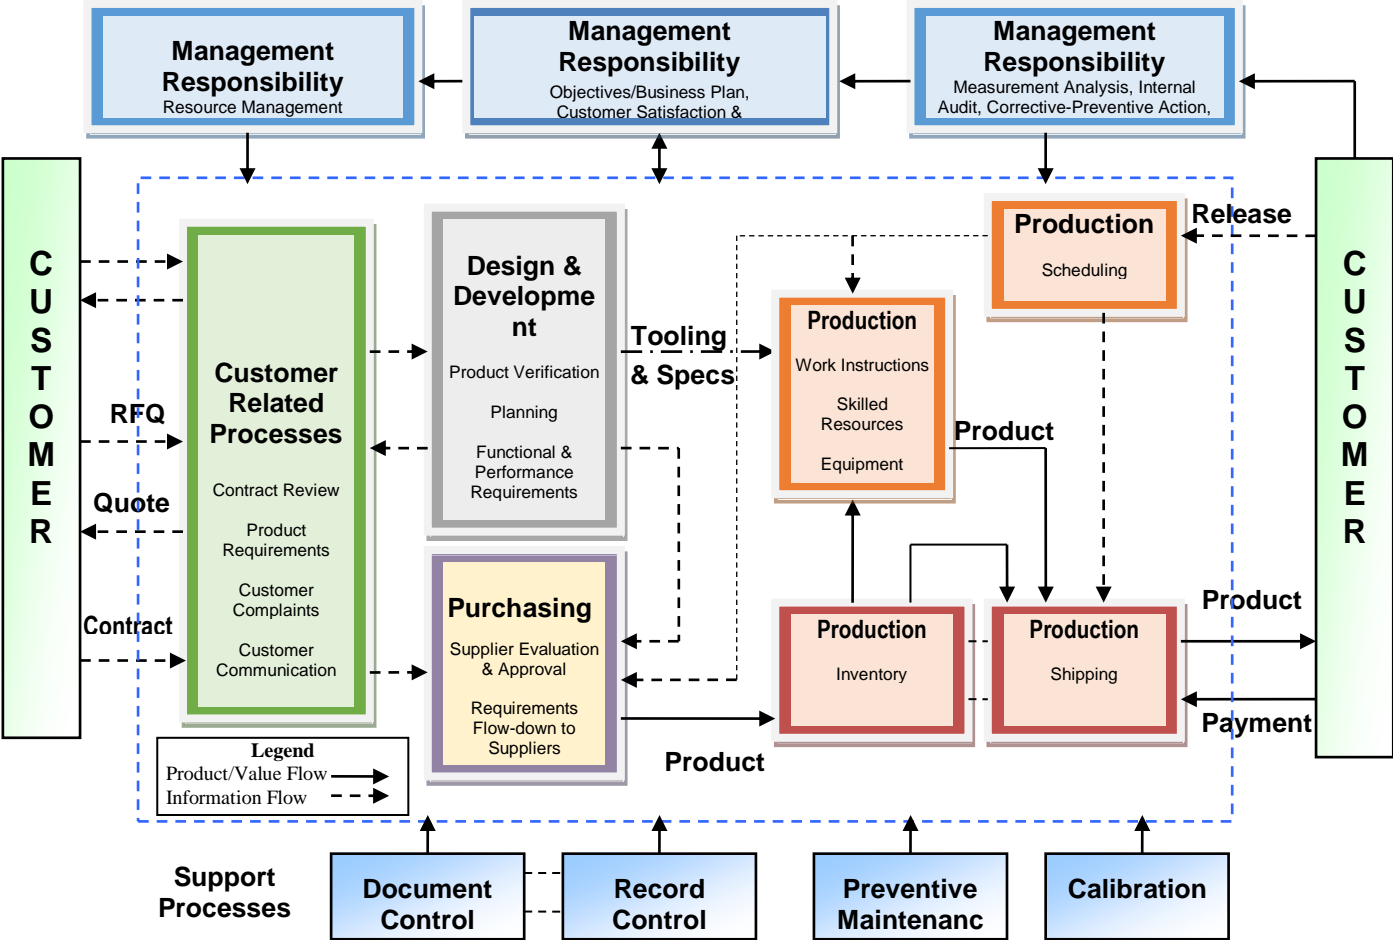 Management
Responsibility
Resource Management
Management
Responsibility
Objectives/Business Plan,
Customer Satisfaction &
Management
Responsibility
Measurement Analysis, Internal
Audit, Corrective-Preventive Action,
C
U
S
T
O
M
E
R
RFQ
Quote
Contract
Customer
Related
Processes
Contract Review
Product
Requirements
Customer
Complaints
Customer
Communication
Design &
Developme
nt
Product Verification
Planning
Functional &
Performance
Requirements
Purchasing
Supplier Evaluation
& Approval
Requirements
Flow-down to
Suppliers
Tooling
& Specs
Production
Work Instructions
Skilled
Resources
Equipment
Production
Scheduling
Release
Product
Production
Inventory
Production
Shipping
Product
Product
Payment
C
U
S
T
O
M
E
R
Legend
Product/Value Flow
Information Flow
Support
Processes
Document
Control
Record
Control
Preventive
Maintenanc
Calibration